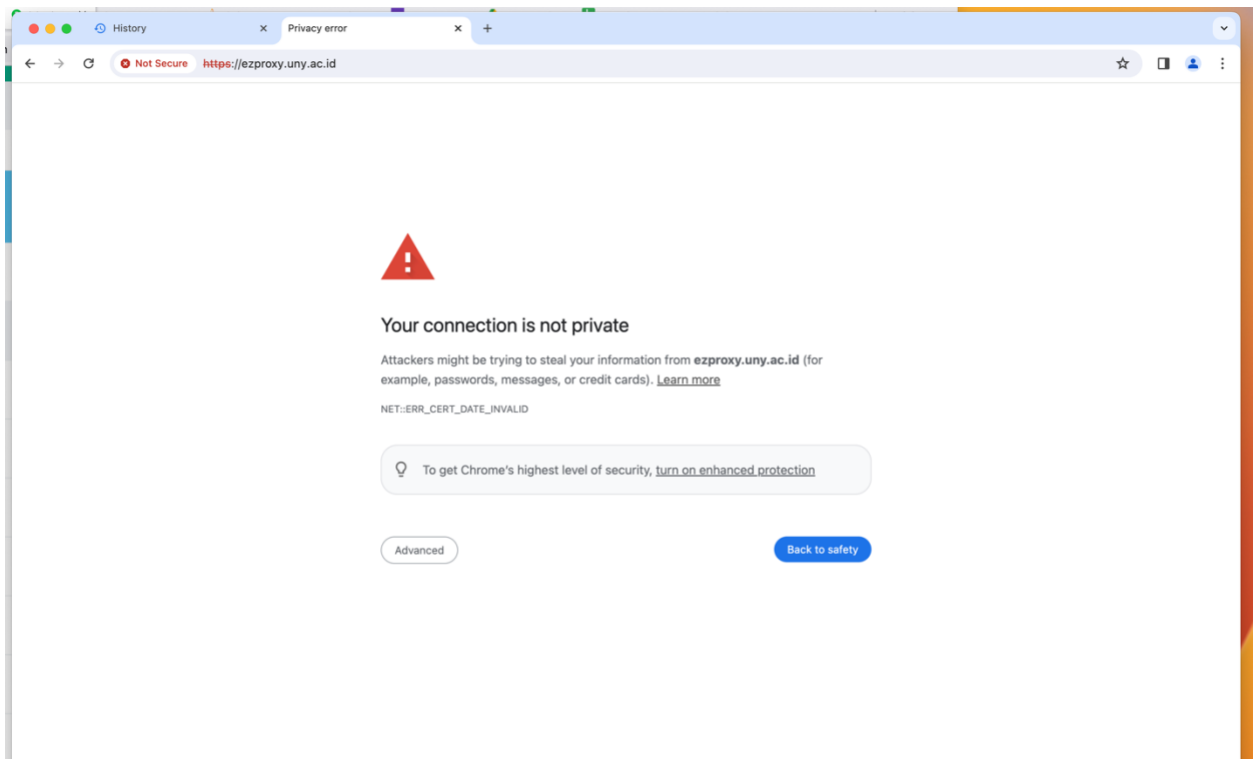 History
Privacy error
Not Secure https://ezproxy.uny.ac.id
Your connection is not private
Attackers might be trying to steal your information from ezproxy.uny.ac.id (for
example, passwords, messages, or credit cards). Learn more
NET::ERR_CERT_DATE_INVALID
To get Chrome's highest level of security, turn on enhanced protection
Advanced
Back to safety